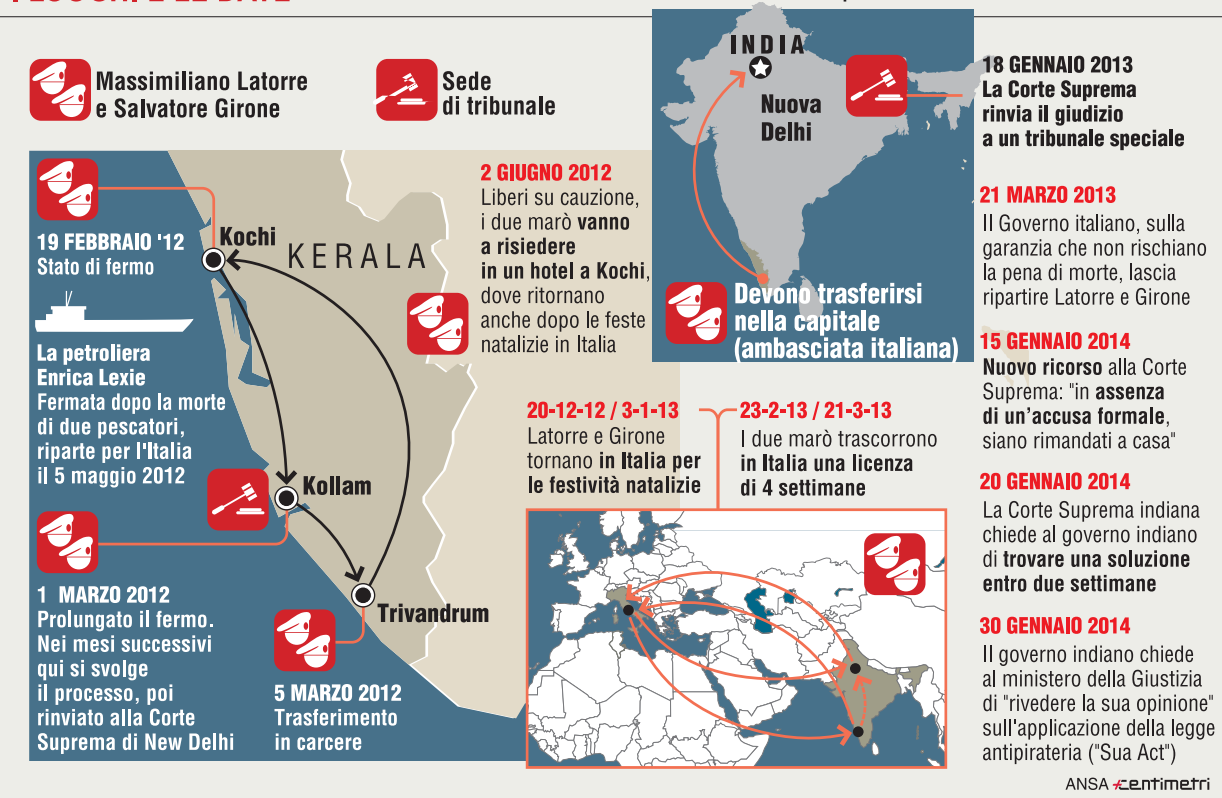 Massimiliano Latorre
e Salvatore Girone
Sede
di tribunale
19 FEBBRAIO '12
Stato di fermo
La petroliera
Enrica Lexie
Fermata dopo la morte
di due pescatori,
riparte per l'Italia
il 5 maggio 2012
1 MARZO 2012
Prolungato il fermo.
Nei mesi successivi
qui si svolge
il processo, poi
rinviato alla Corte
Suprema di New Delhi
Kochi
KERALA
Kollam
Trivandrum
5 MARZO 2012
Trasferimento
in carcere
2 GIUGNO 2012
Liberi su cauzione,
i due marò vanno
a risiedere
in un hotel a Kochi,
dove ritornano
anche dopo le feste
natalizie in Italia
INDIA
Nuova
Delhi
Devono trasferirsi
nella capitale
(ambasciata italiana)
20-12-12 / 3-1-13
Latorre e Girone
tornano in Italia per
le festività natalizie
23-2-13 / 21-3-13
I due marò trascorrono
in Italia una licenza
di 4 settimane
18 GENNAIO 2013
La Corte Suprema
rinvia il giudizio
a un tribunale speciale
21 MARZO 2013
Il Governo italiano, sulla
garanzia che non rischiano
la pena di morte, lascia
ripartire Latorre e Girone
15 GENNAIO 2014
Nuovo ricorso alla Corte
Suprema: "in assenza
di un'accusa formale,
siano rimandati a casa"
20 GENNAIO 2014
La Corte Suprema indiana
chiede al governo indiano
di trovare una soluzione
entro due settimane
30 GENNAIO 2014
Il governo indiano chiede
al ministero della Giustizia
di "rivedere la sua opinione"
sull'applicazione della legge
antipirateria ("Sua Act")
ANSA centimetri